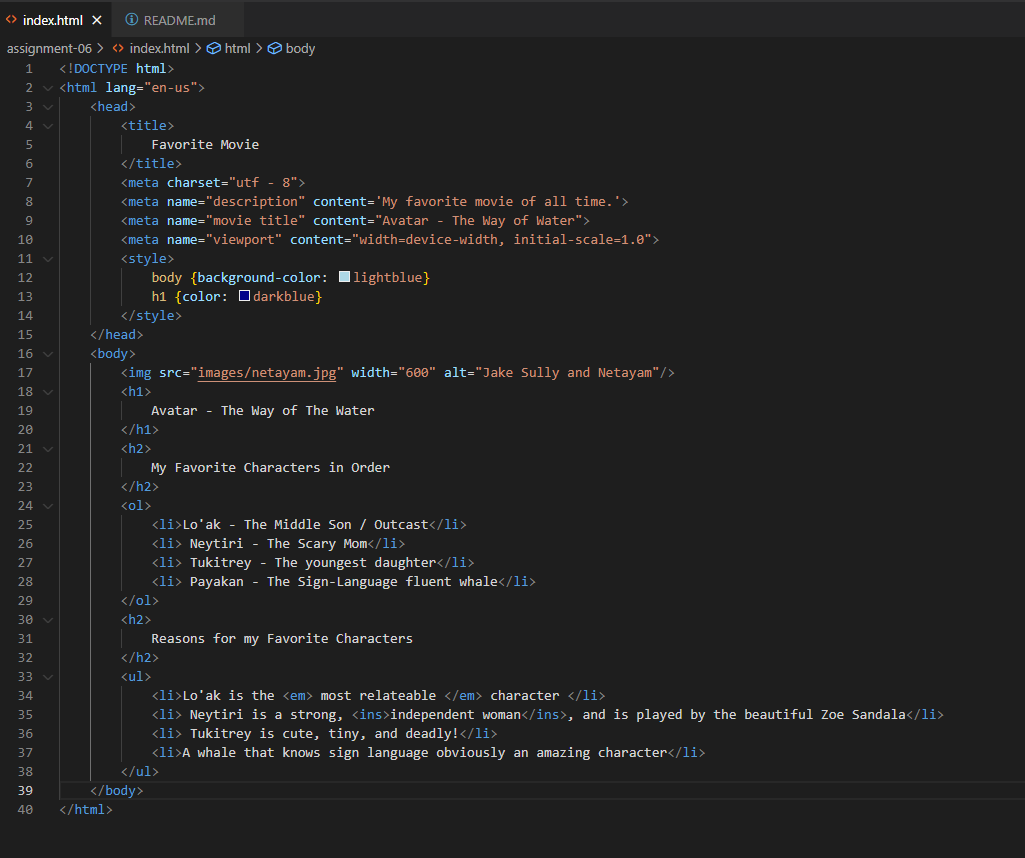 index.html
README.md
assignment-06 > index.html > html > body
1 <!DOCTYPE html>
2 <html lang="en-us">
3 <head>
4 <title>
5 Favorite Movie
6 </title>
7 <meta charset="utf - 8">
8 <meta name="description" content='My favorite movie of all time.'>
9 <meta name="movie title" content="Avatar - The Way of Water">
10 <meta name="viewport" content="width=device-width, initial-scale=1.0">
11 <style>
12 body {background-color: lightblue}
13 h1 {color: darkblue}
14 </style>
15 </head>
16 <body>
17 <img src="images/netayam.jpg" width="600" alt="Jake Sully and Netayam"/>
18 <h1>
19 Avatar - The Way of The Water
20 </h1>
21 <h2>
22 My Favorite Characters in Order
23 </h2>
24 <ol>
25 <li>Lo'ak - The Middle Son / Outcast</li>
26 <li> Neytiri - The Scary Mom</li>
27 <li> Tukitrey - The youngest daughter</li>
28 <li> Payakan - The Sign-Language fluent whale</li>
29 </ol>
30 <h2>
31 Reasons for my Favorite Characters
32 </h2>
33 <ul>
34 <li>Lo'ak is the <em> most relateable </em> character </li>
35 <li> Neytiri is a strong, <ins>independent woman</ins>, and is played by the beautiful Zoe Sandala</li>
36 <li> Tukitrey is cute, tiny, and deadly!</li>
37 <li>A whale that knows sign language obviously an amazing character</li>
38 </ul>
39 </body>
40 </html>